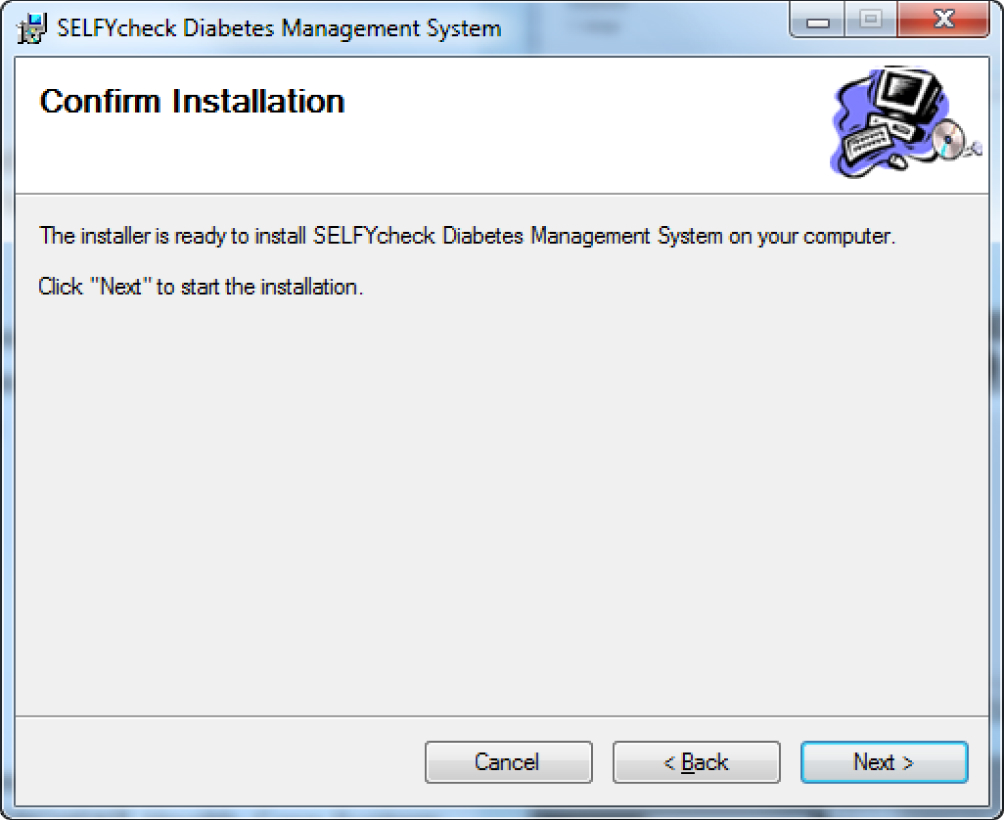 SELFYcheck Diabetes Management System
Confirm Installation
The installer is ready to install SELFYcheck Diabetes Management System on your computer.
Click "Next" to start the installation.
Cancel
< Back
Next >